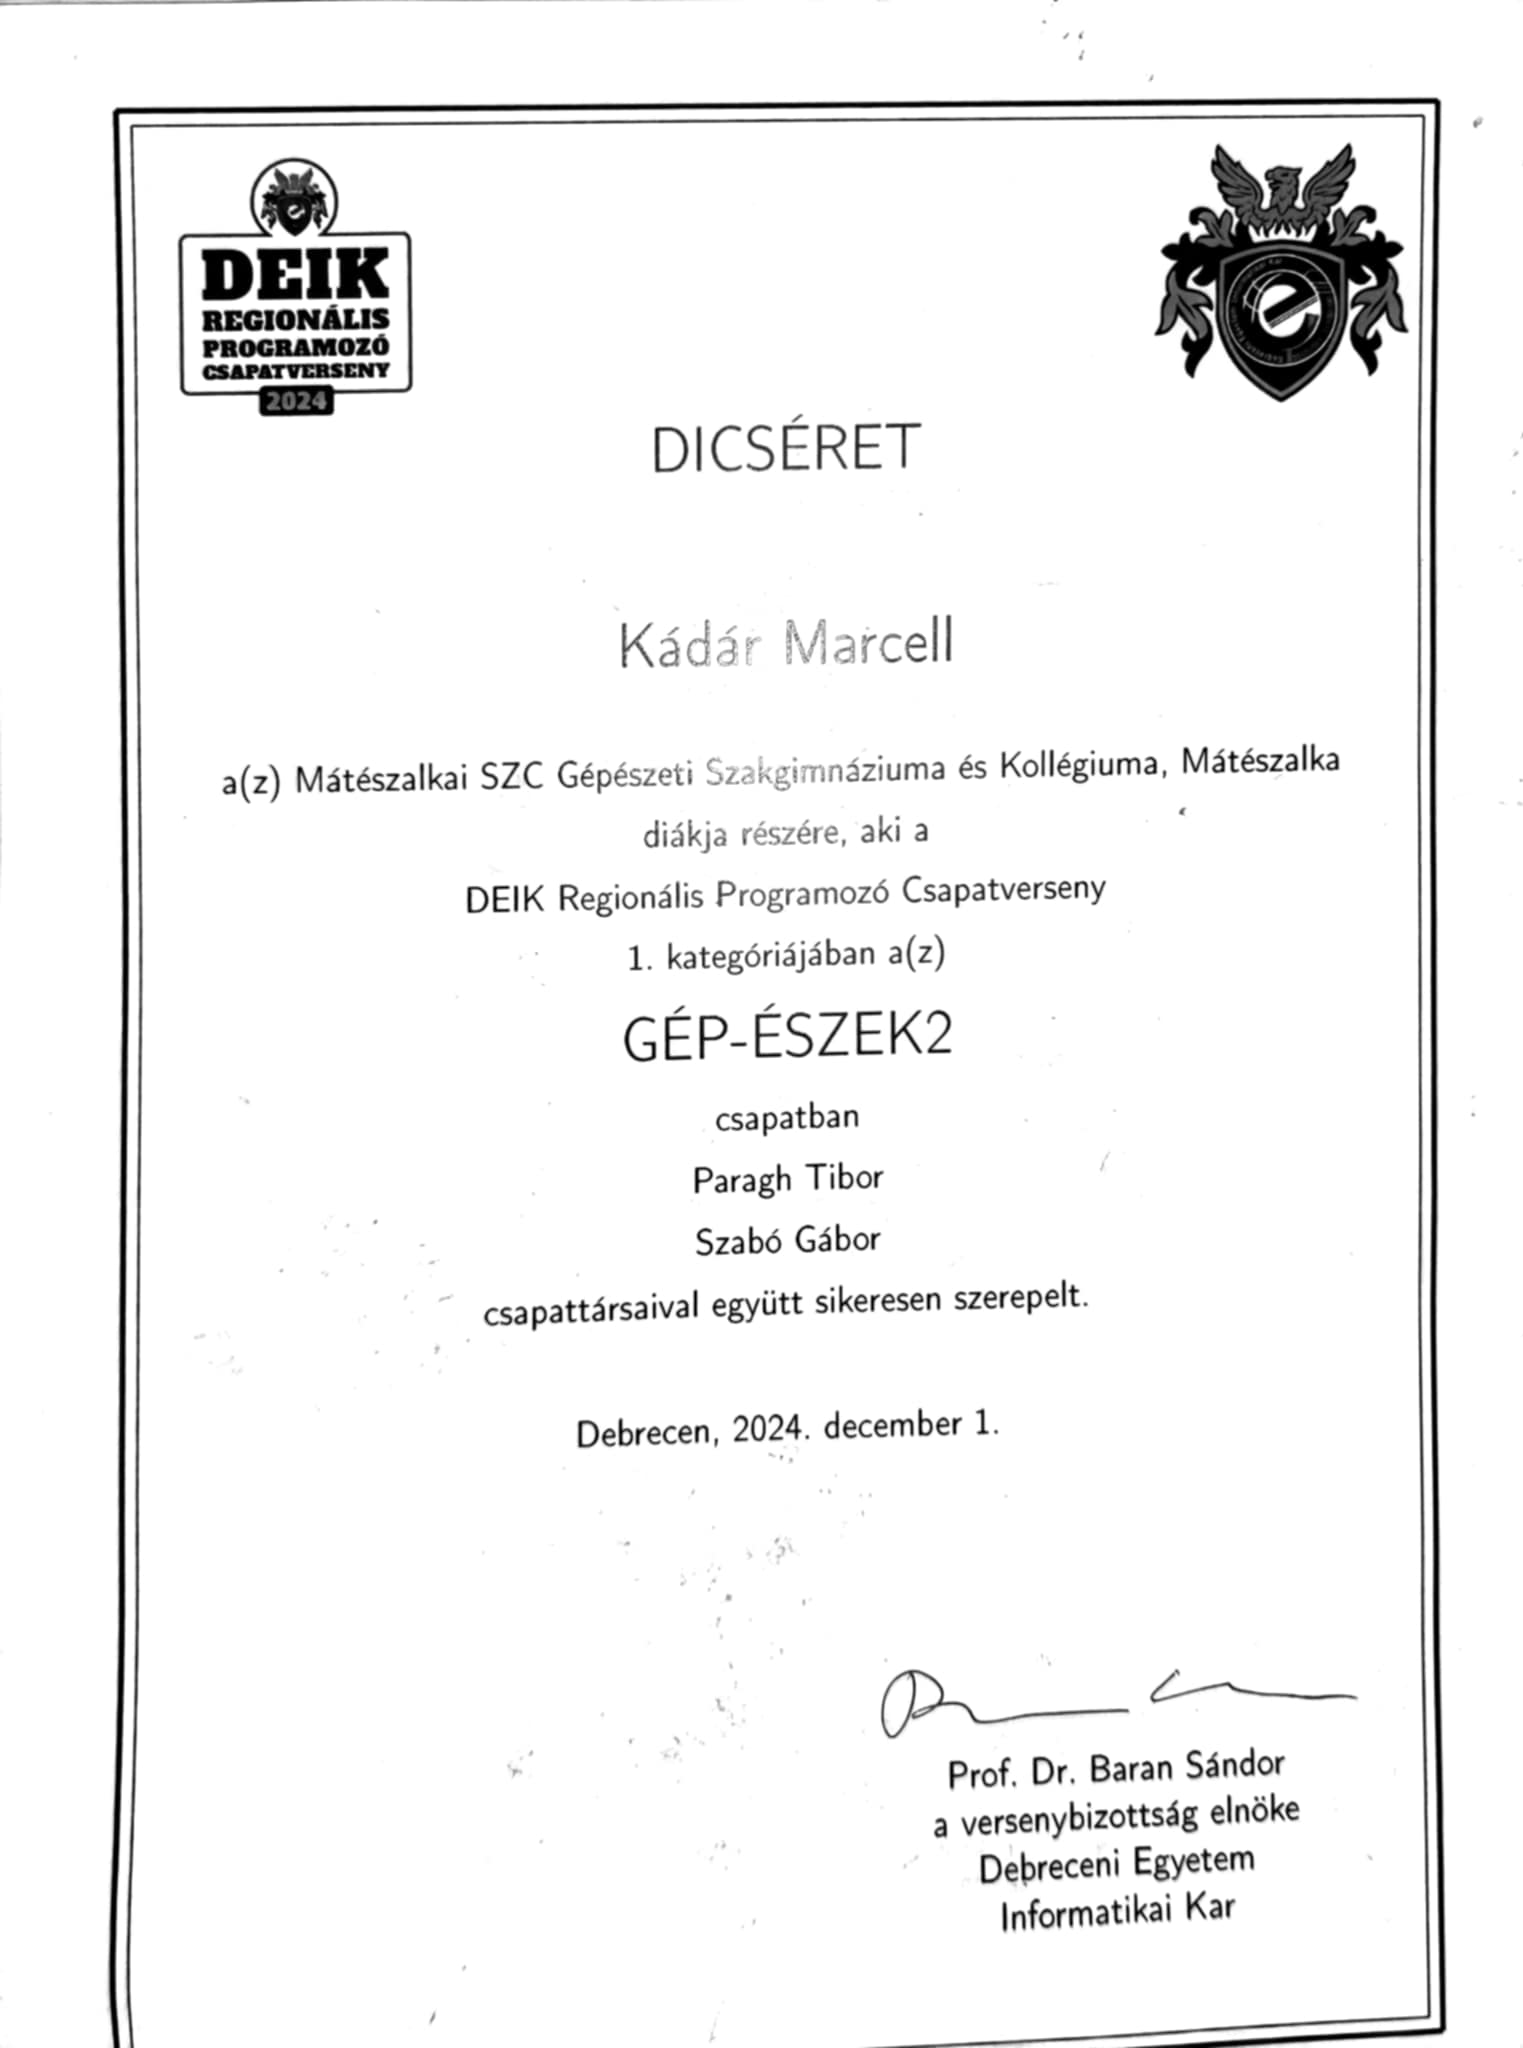 DEIK
REGIONÁLIS
PROGRAMOZÓ
CSAPATVERSENY
2024
DICSÉRET
Kádár Marcell
a(z) Mátészalkai SZC Gépészeti Szakgimnáziuma és Kollégiuma, Mátészalka
diákja részére, aki a
DEIK Regionális Programozó Csapatverseny
1. kategóriájában a(z)
GÉP-ÉSZEK2
csapatban
Paragh Tibor
Szabó Gábor
csapattársaival együtt sikeresen szerepelt.
Debrecen, 2024. december 1.
Prof. Dr. Baran Sándor
a versenybizottság elnöke
Debreceni Egyetem
Informatikai Kar